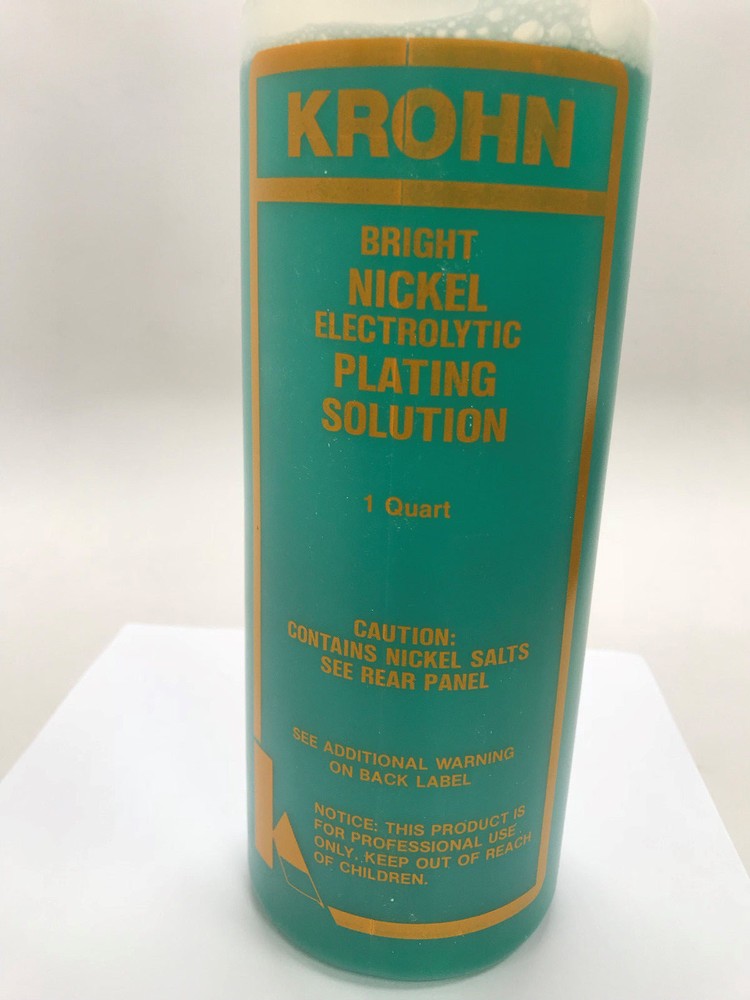 KROHN
BRIGHT
NICKEL
ELECTROLYTIC
PLATING
SOLUTION
1 Quart
CAUTION:
CONTAINS NICKEL SALTS
SEE REAR PANEL
SEE ADDITIONAL WARNING
ON BACK LABEL
NOTICE: THIS PRODUCT IS
FOR PROFESSIONAL USE
ONLY. KEEP OUT OF REACH
OF CHILDREN.